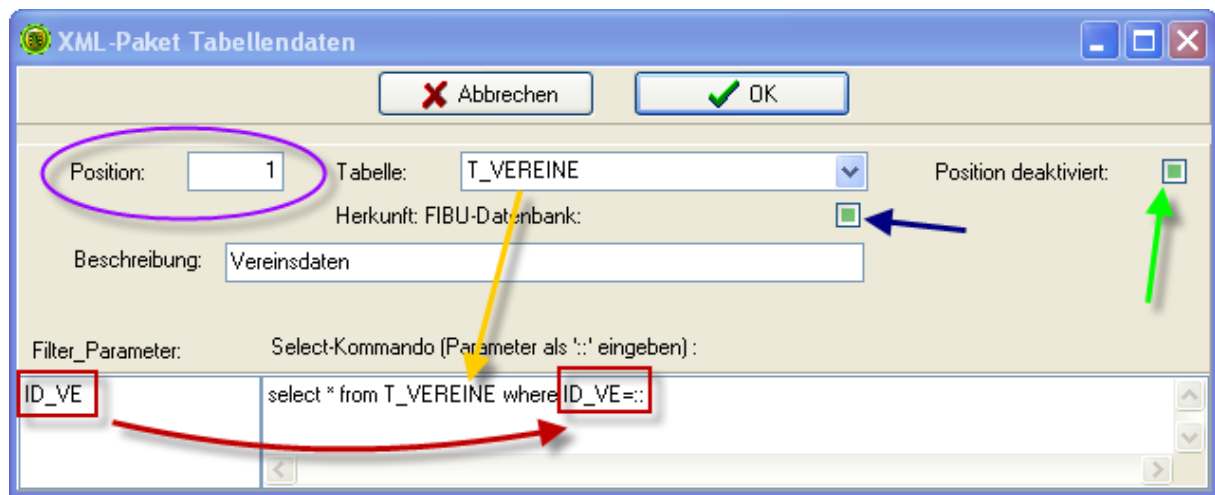 XML-Paket Tabellendaten
Abbrechen OK
Position: 1 Tabelle: T_VEREINE Position deaktiviert:
Herkunft: FIBU-Datenbank:
Beschreibung: Vereinsdaten
Filter_Parameter: Select-Kommando (Parameter als '::' eingeben) :
ID_VE select * from T_VEREINE where ID_VE=::